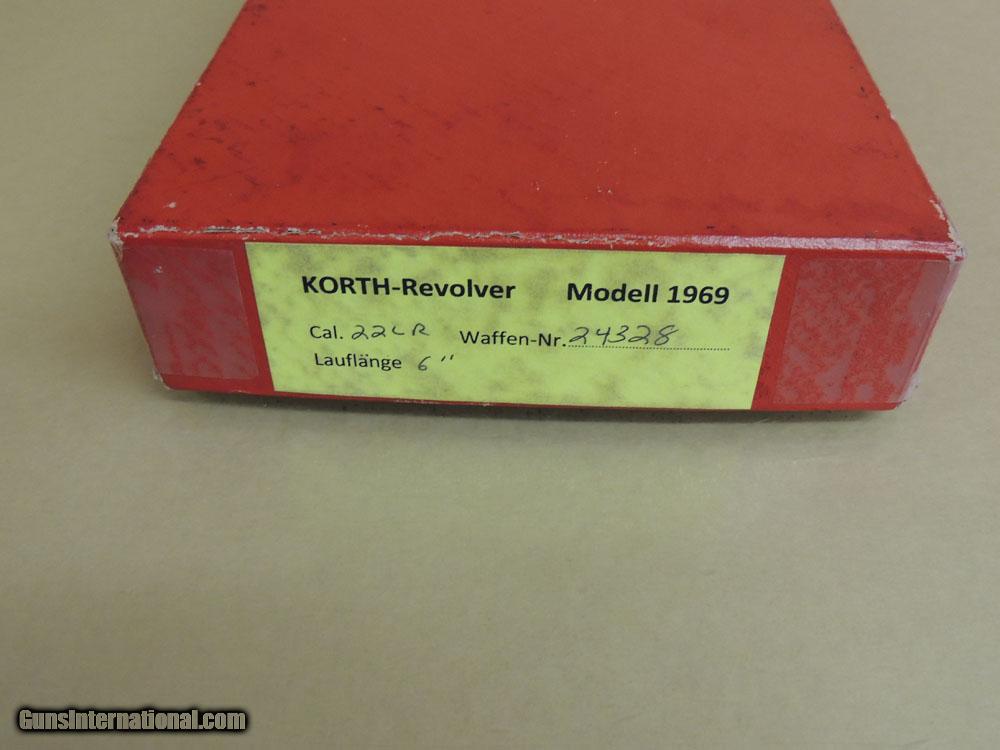 KORTH-Revolver Modell 1969
Cal. 22LR Waffen-Nr. 24328
Lauflänge 6"
GunsInternational.com